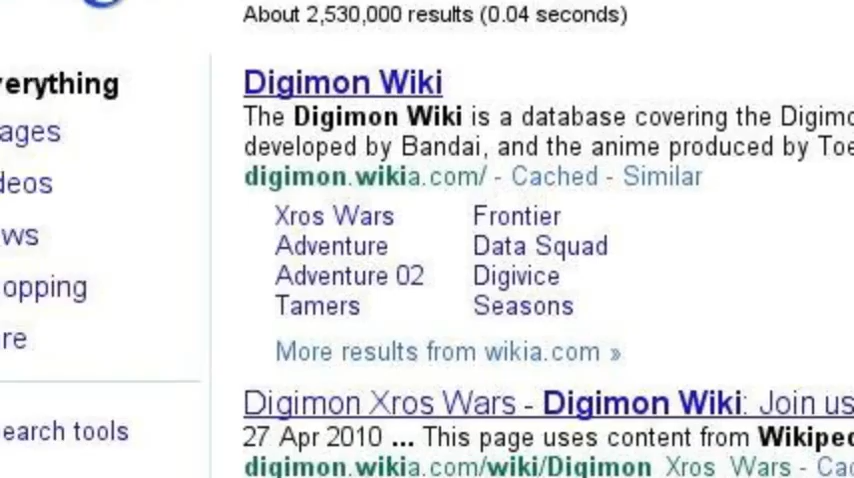 About 2,530,000 results (0.04 seconds)
verything
ages
deos
ws
opping
re
earch tools
Digimon Wiki
The Digimon Wiki is a database covering the Digimo
developed by Bandai, and the anime produced by Toe
digimon.wikia.com/ - Cached - Similar
Xros Wars Frontier
Adventure Data Squad
Adventure 02 Digivice
Tamers Seasons
More results from wikia.com »
Digimon Xros Wars - Digimon Wiki: Join us
27 Apr 2010 ... This page uses content from Wikiped
digimon.wikia.com/wiki/Digimon_Xros_Wars - Cac